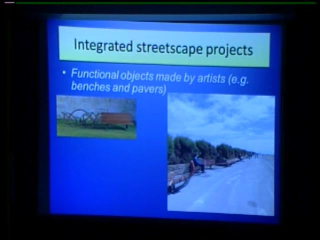 Integrated streetscape projects
• Functional objects made by artists (e.g.
benches and pavers)